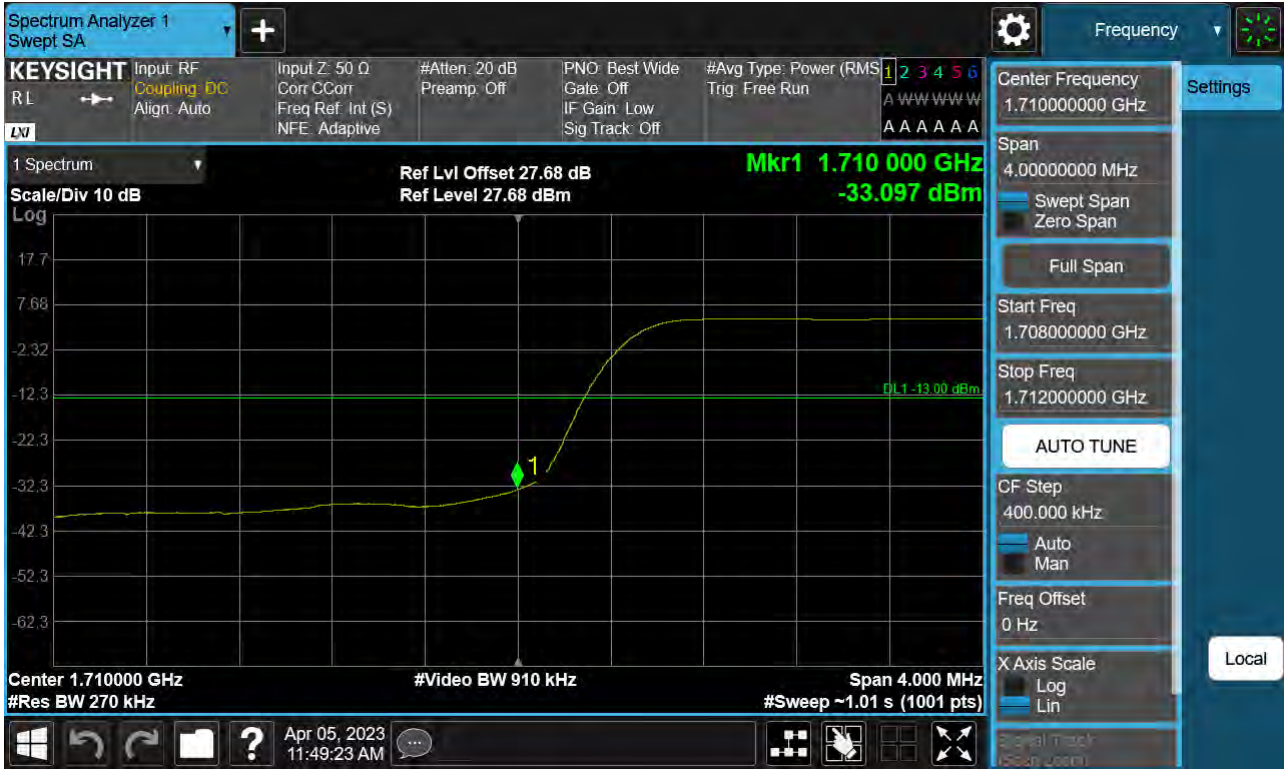 Spectrum Analyzer 1
Swept SA
+
Frequency
KEYSIGHT
RL
LXI
Input: RF
Coupling: DC
Align: Auto
Input Z: 50 Ω
Corr CCorr
Freq Ref: Int (S)
NFE: Adaptive
#Atten: 20 dB
Preamp: Off
PNO: Best Wide
Gate: Off
IF Gain: Low
Sig Track: Off
#Avg Type: Power (RMS
Trig: Free Run
1 2 3 4 5 6
A W W W W W
A A A A A A
1 Spectrum
Scale/Div 10 dB
Log
Ref Lvl Offset 27.68 dB
Ref Level 27.68 dBm
Mkr1 1.710 000 GHz
-33.097 dBm
17.7
7.68
-2.32
-12.3
-22.3
-32.3
-42.3
-52.3
-62.3
DL1 -13.00 dBm
1
Center 1.710000 GHz
#Res BW 270 kHz
#Video BW 910 kHz
Span 4.000 MHz
#Sweep ~1.01 s (1001 pts)
Center Frequency
1.710000000 GHz
Span
4.00000000 MHz
Swept Span
Zero Span
Full Span
Start Freq
1.708000000 GHz
Stop Freq
1.712000000 GHz
AUTO TUNE
CF Step
400.000 kHz
Auto
Man
Freq Offset
0 Hz
X Axis Scale
Log
Lin
Signal Track
(Span Zoom)
Settings
Local
?
Apr 05, 2023
11:49:23 AM